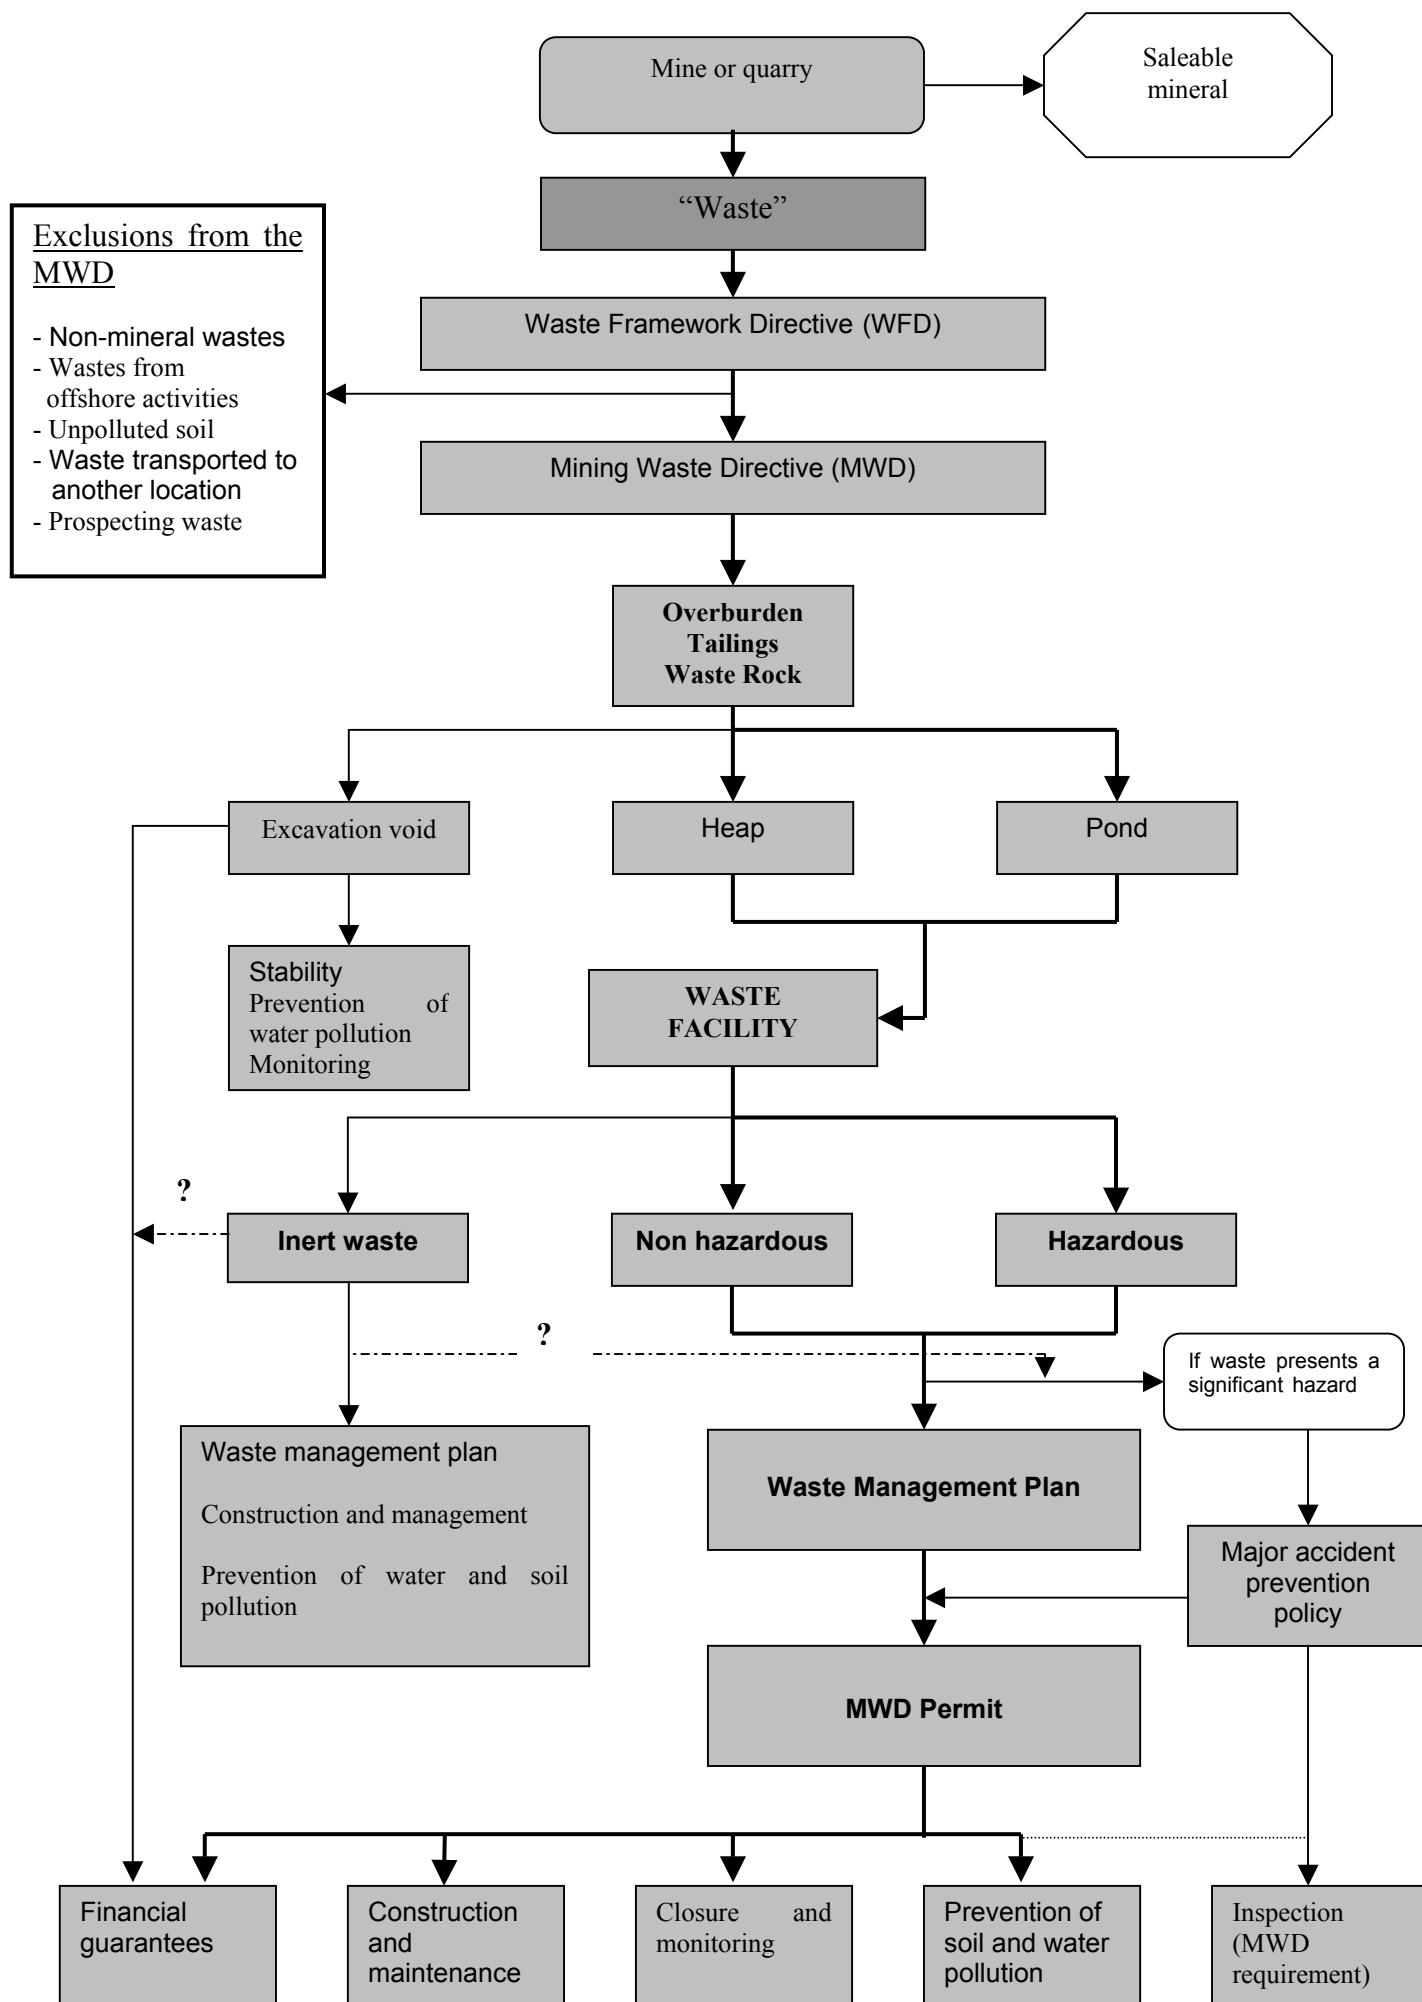 Mine or quarry
Saleable
mineral
“Waste”
Exclusions from the
MWD
- Non-mineral wastes
- Wastes from
offshore activities
- Unpolluted soil
- Waste transported to
another location
- Prospecting waste
Waste Framework Directive (WFD)
Mining Waste Directive (MWD)
Overburden
Tailings
Waste Rock
Excavation void
Heap
Pond
Stability
Prevention of
water pollution
Monitoring
WASTE
FACILITY
?
Inert waste
Non hazardous
Hazardous
?
If waste presents a
significant hazard
Waste management plan
Construction and management
Prevention of water and soil
pollution
Waste Management Plan
Major accident
prevention
policy
MWD Permit
Financial
guarantees
Construction
and
maintenance
Closure and
monitoring
Prevention of
soil and water
pollution
Inspection
(MWD
requirement)